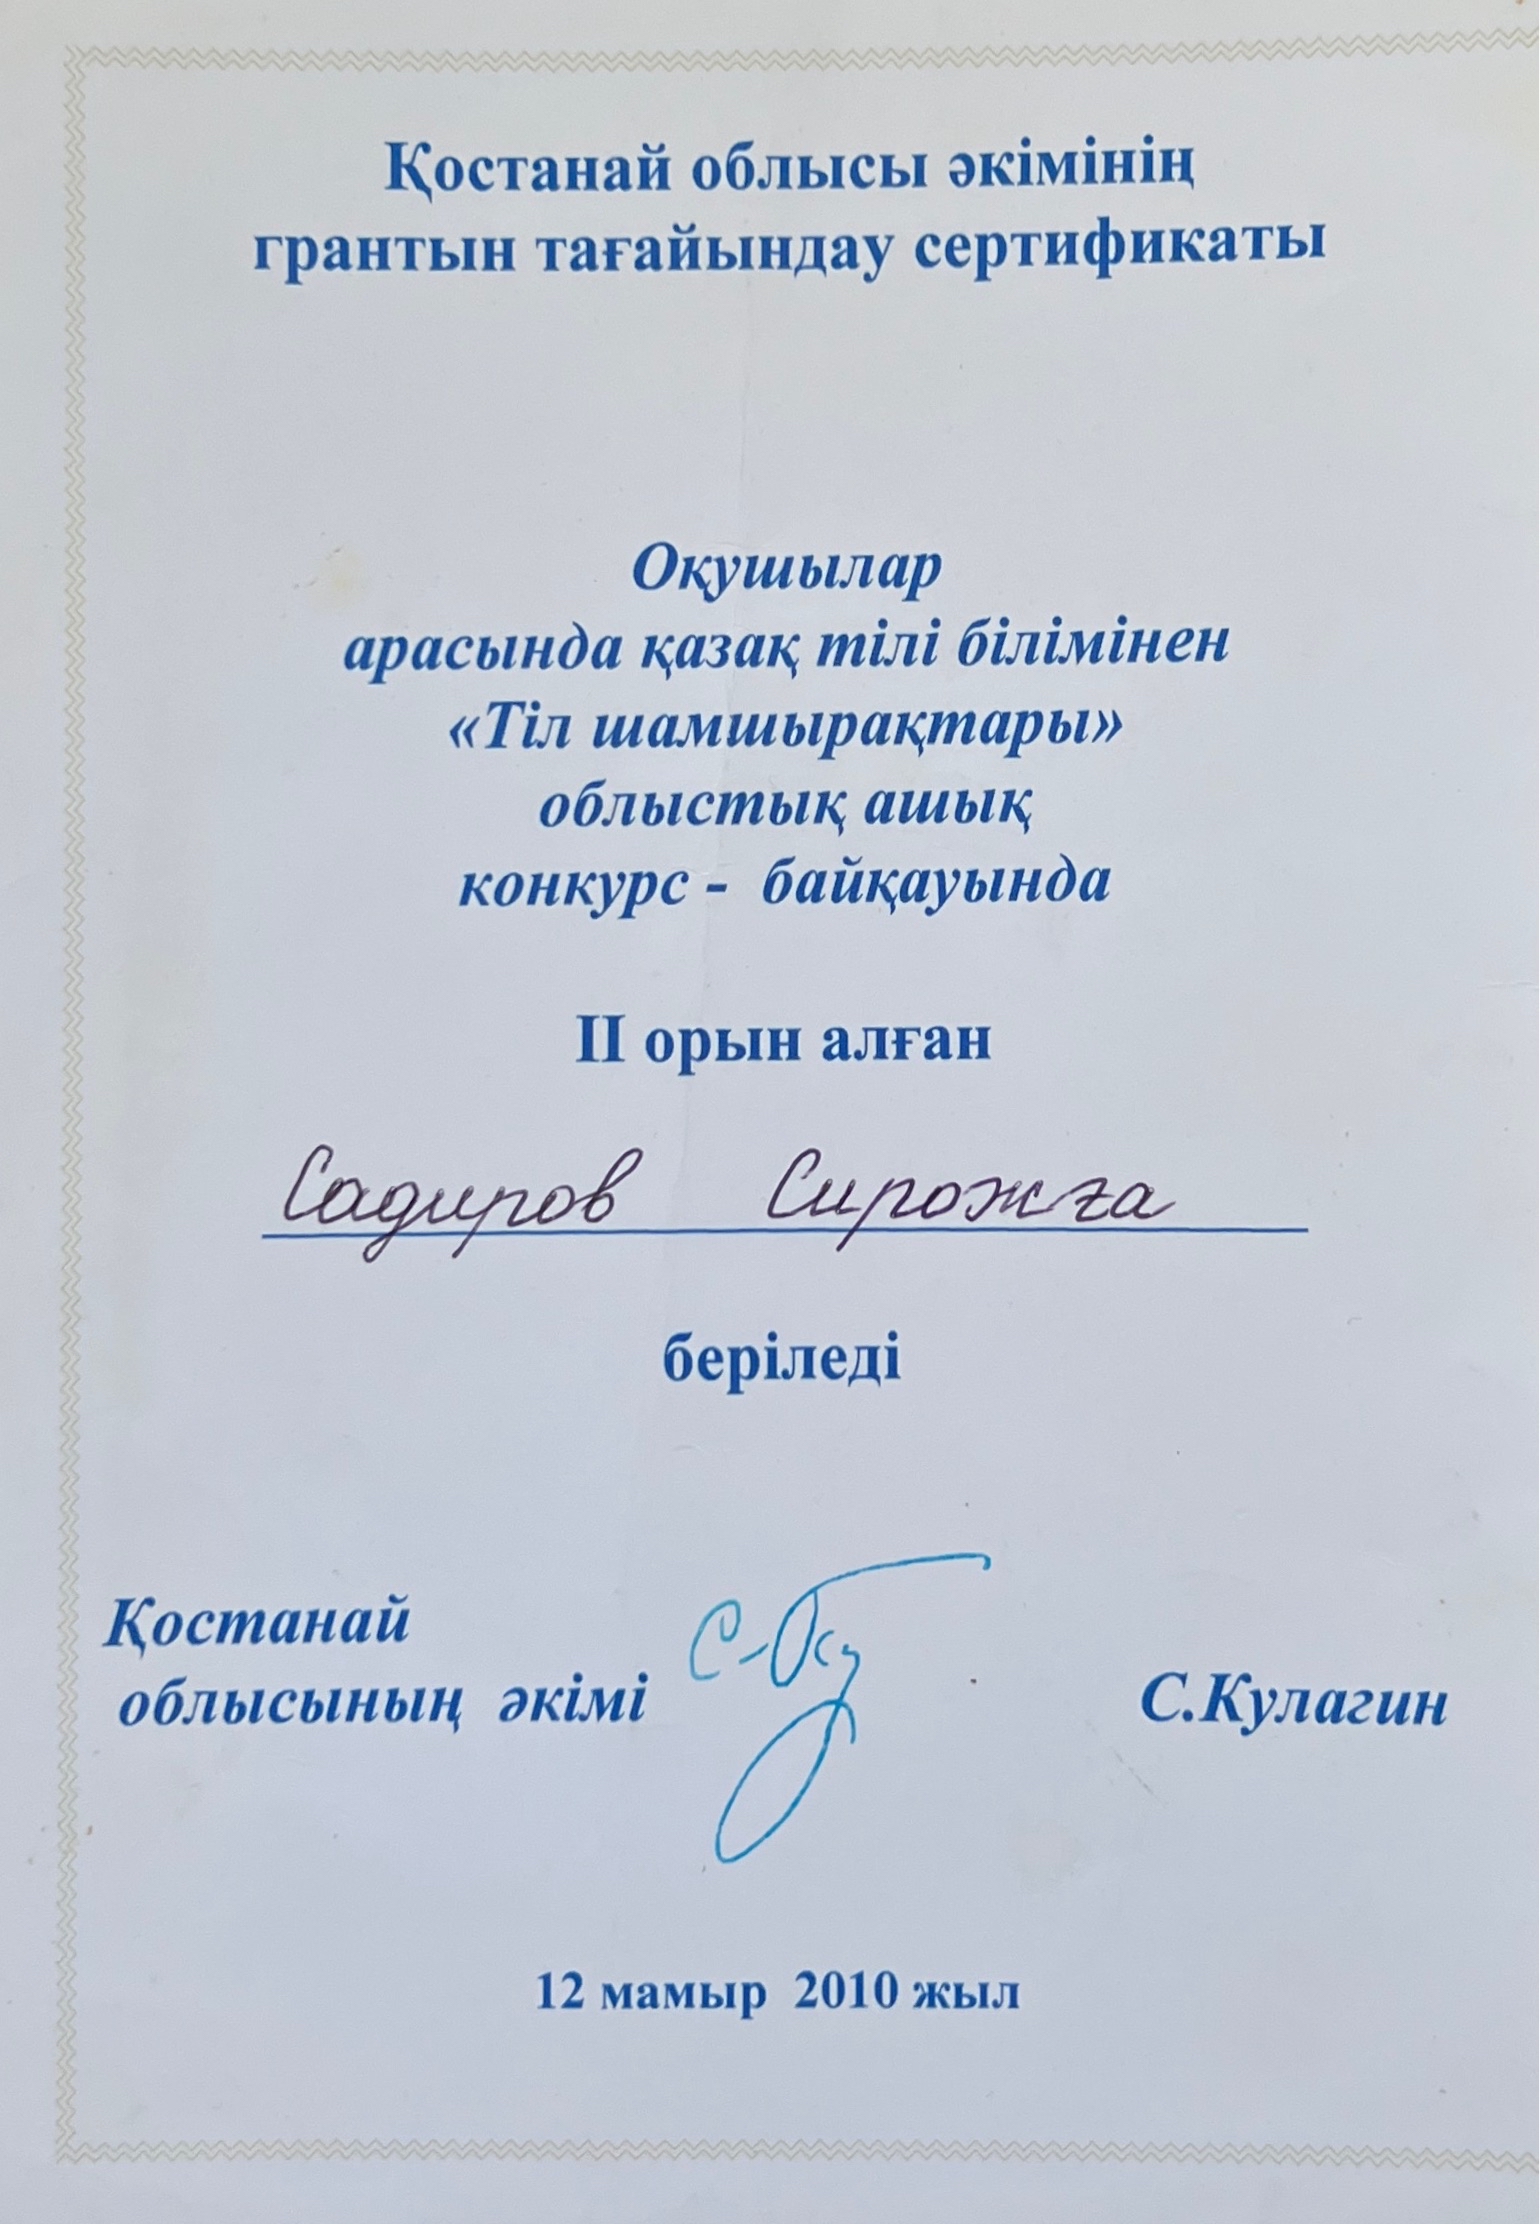 Қостанай облысы әкімінің
грантын тағайындау сертификаты
Оқушылар
арасында қазақ тілі білімінен
«Тіл шамшырақтары»
облыстық ашық
конкурс - байқауында
II орын алған
Садиров Сирожға
беріледі
Қостанай
облысының әкімі
С.Кулагин
12 мамыр 2010 жыл